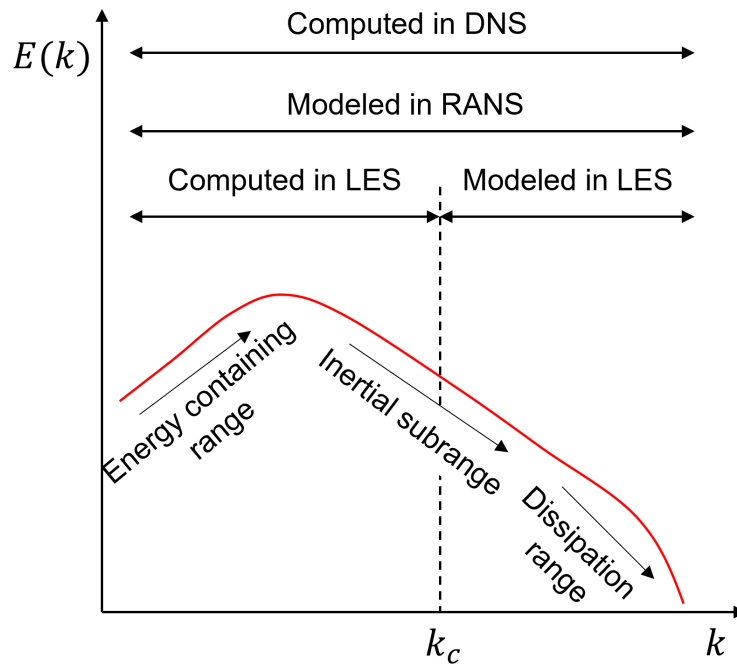 Computed in DNS
E(k)
Modeled in RANS
Computed in LES
Modeled in LES
Energy containing
range
Inertial subrange
Dissipation
range
k_c
k